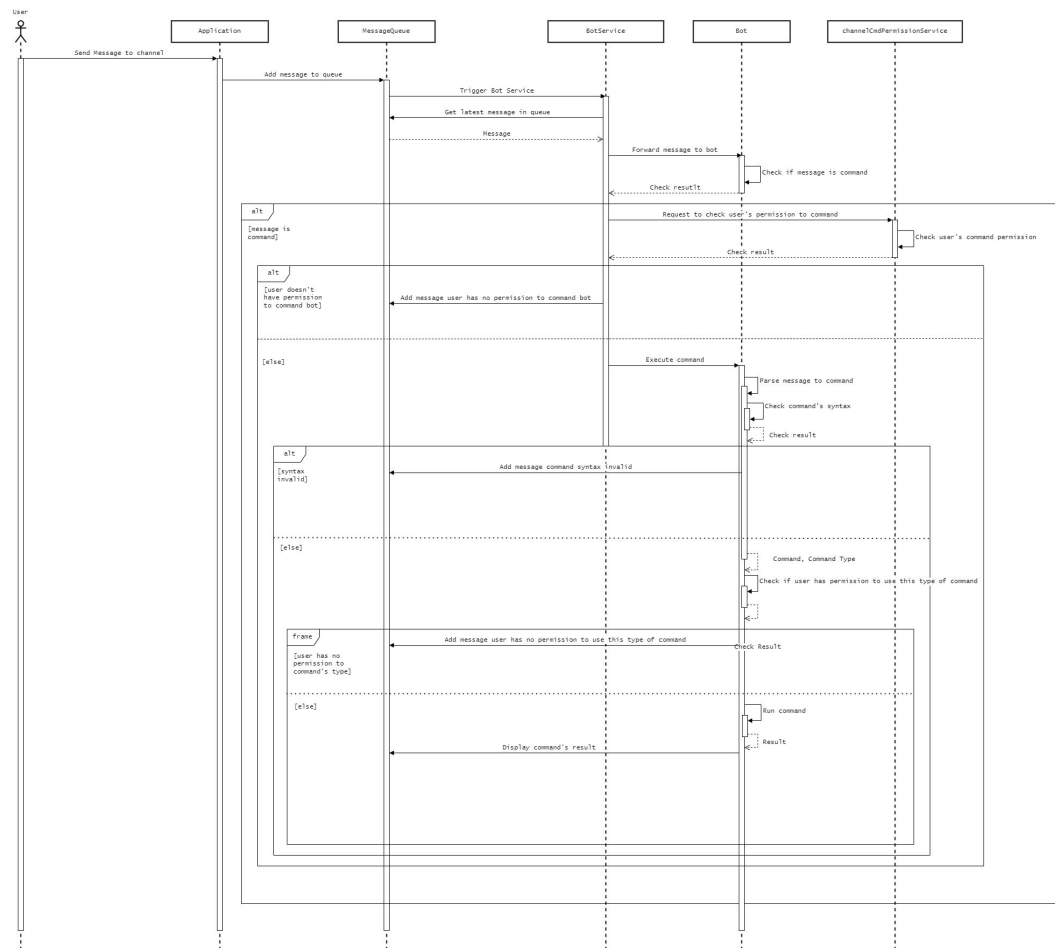 User
Application
MessageQueue
BotService
Bot
channelCmdPermissionService
Send Message to channel
Add message to queue
Trigger Bot Service
Get latest message in queue
Message
Forward message to bot
Check if message is command
Check resutlt
alt
[message is
command]
Request to check user's permission to command
Check user's command permission
Check result
alt
[user doesn't
have permission
to command bot]
Add message user has no permission to command bot
[else]
Execute command
Parse message to command
Check command's syntax
Check result
alt
[syntax
invalid]
Add message command syntax invalid
[else]
Command, Command Type
Check if user has permission to use this type of command
frame
[user has no
permission to
command's type]
Add message user has no permission to use this type of command
Check Result
[else]
Run command
Result
Display command's result